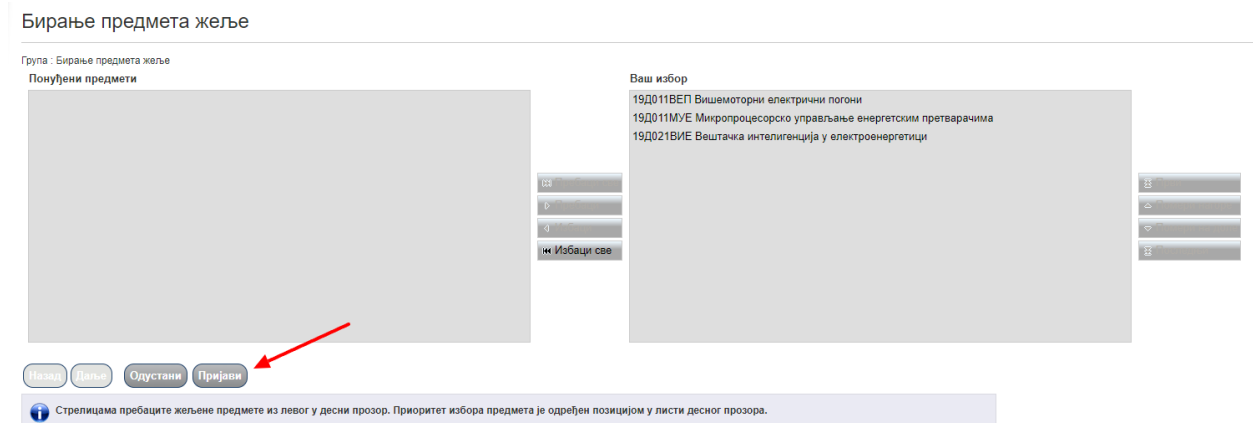 Бирање предмета жеље
Група : Бирање предмета жеље
Понуђени предмети
Ваш избор
19Д011ВЕП Вишемоторни електрични погони
19Д011МУЕ Микропроцесорско управљање енергетским претварачима
19Д021ВИЕ Вештачка интелигенција у електроенергетици
Избаци све
Назад Даље Одустани Пријави
Стрелицама пребаците жељене предмете из левог у десни прозор. Приоритет избора предмета је одређен позицијом у листи десног прозора.